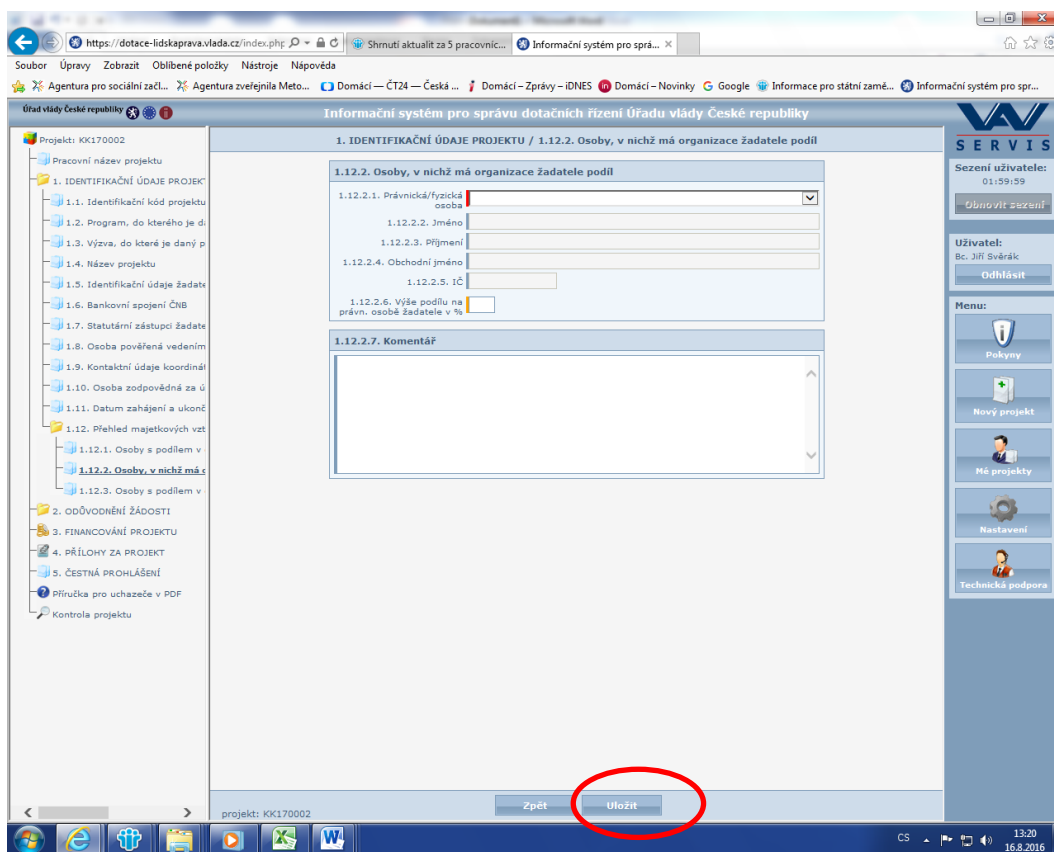 https://dotace-lidskaprava.vlada.cz/index.php
Shrnutí aktualit za 5 pracovníc...
Informační systém pro sprá...
Soubor Úpravy Zobrazit Oblíbené položky Nástroje Nápověda
Agentura pro sociální začl... Agentura zveřejnila Meto... Domácí — ČT24 — Česká ... Domácí – Zprávy – iDNES Domácí – Novinky Google Informace pro státní zamě... Informační systém pro spr...
Úřad vlády České republiky
Informační systém pro správu dotačních řízení Úřadu vlády České republiky
VAV
SERVIS
Projekt: KK170002
Pracovní název projektu
1. IDENTIFIKAČNÍ ÚDAJE PROJEK
1.1. Identifikační kód projektu
1.2. Program, do kterého je d
1.3. Výzva, do které je daný p
1.4. Název projektu
1.5. Identifikační údaje žadate
1.6. Bankovní spojení ČNB
1.7. Statutární zástupci žadate
1.8. Osoba pověřená vedením
1.9. Kontaktní údaje koordiná
1.10. Osoba zodpovědná za ú
1.11. Datum zahájení a ukonč
1.12. Přehled majetkových vzt
1.12.1. Osoby s podílem v
1.12.2. Osoby, v nichž má
1.12.3. Osoby s podílem v
2. ODŮVODNĚNÍ ŽÁDOSTI
3. FINANCOVÁNÍ PROJEKTU
4. PŘÍLOHY ZA PROJEKT
5. ČESTNÁ PROHLÁŠENÍ
Příručka pro uchazeče v PDF
Kontrola projektu
1. IDENTIFIKAČNÍ ÚDAJE PROJEKTU / 1.12.2. Osoby, v nichž má organizace žadatele podíl
1.12.2. Osoby, v nichž má organizace žadatele podíl
1.12.2.1. Právnická/fyzická
osoba
1.12.2.2. Jméno
1.12.2.3. Příjmení
1.12.2.4. Obchodní jméno
1.12.2.5. IČ
1.12.2.6. Výše podílu na
právn. osobě žadatele v %
1.12.2.7. Komentář
Sezení uživatele:
01:59:59
Obnovit sezení
Uživatel:
Bc. Jiří Svěrák
Odhlásit
Menu:
Pokyny
Nový projekt
Mé projekty
Nastavení
Technická podpora
projekt: KK170002
Zpět
Uložit
CS
13:20
16.8.2016